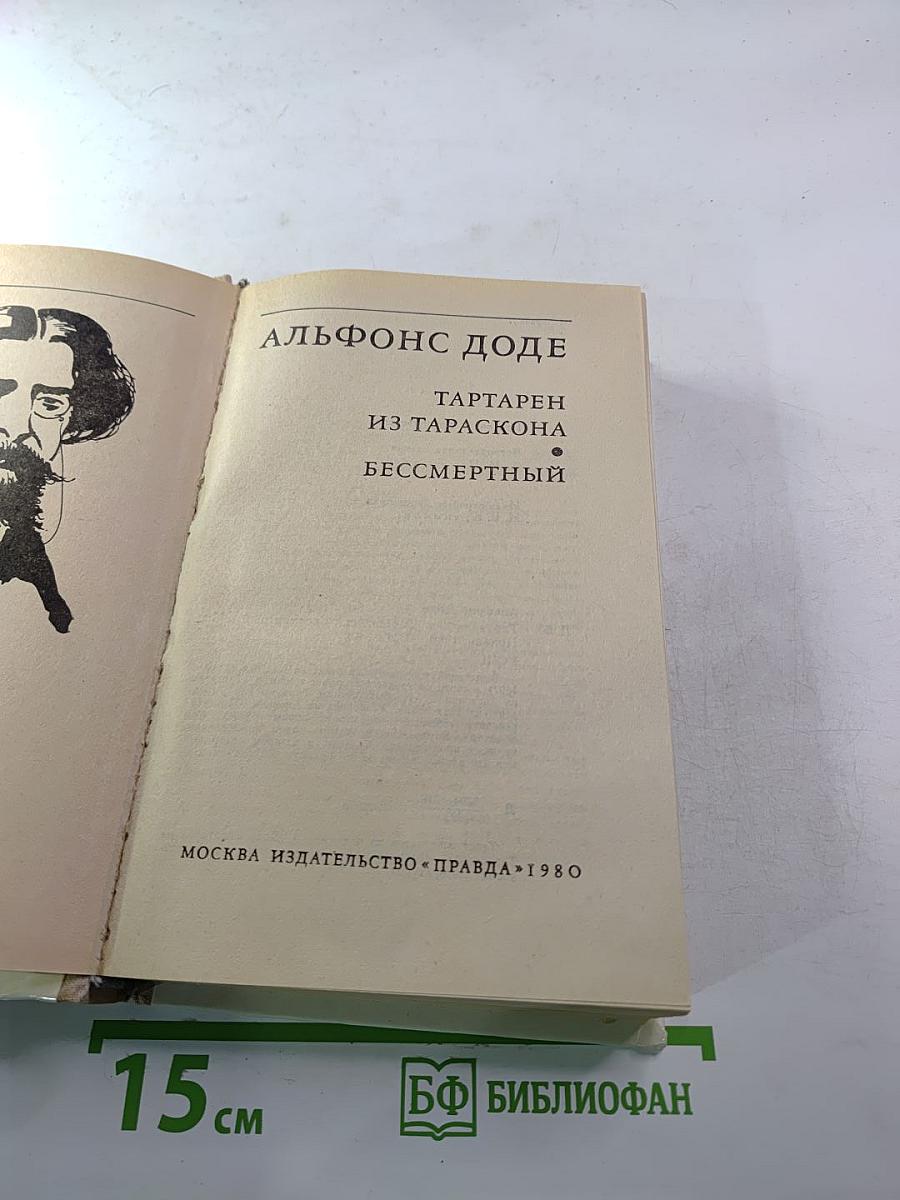 АЛЬФОНС ДОДЕ
ТАРТАРЕН
ИЗ ТАРАСКОНА
БЕССМЕРТНЫЙ
МОСКВА ИЗДАТЕЛЬСТВО «ПРАВДА» 1980
15 см
БФ БИБЛИОФАН